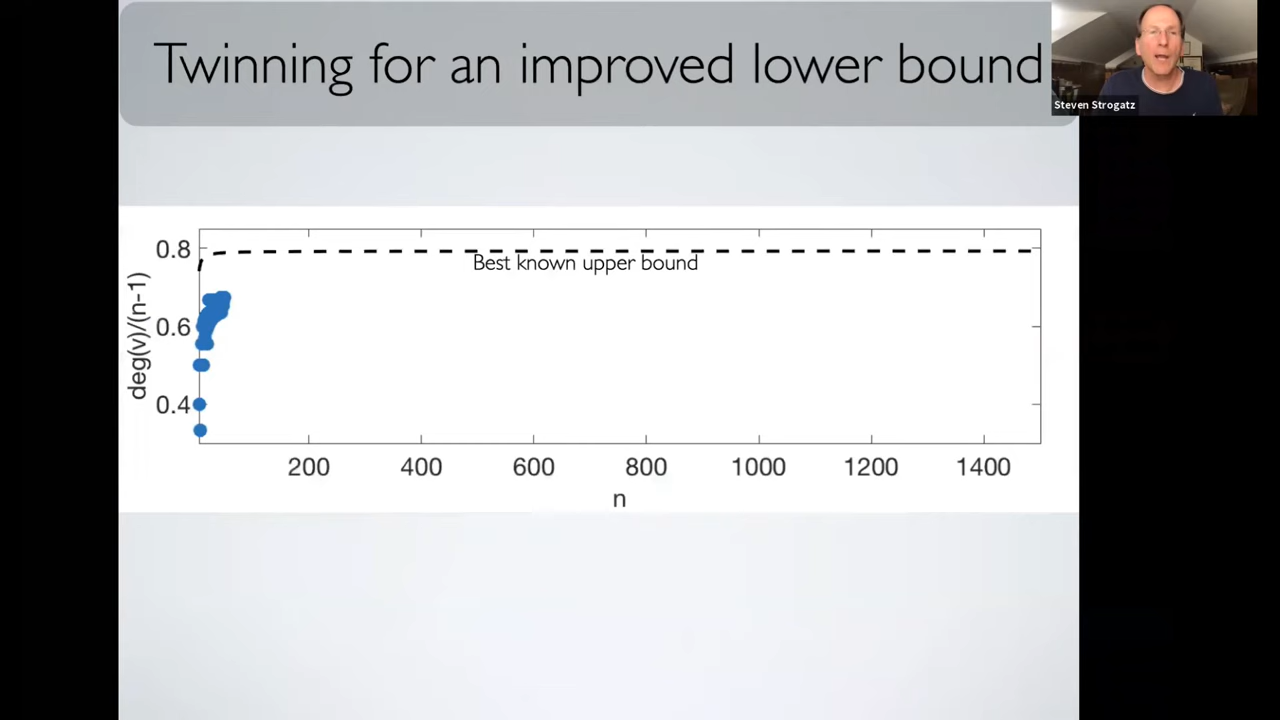 Twinning for an improved lower bound
Steven Strogatz
0.8
Best known upper bound
0.6
0.4
deg(v)/(n-1)
200 400 600 800 1000 1200 1400
n